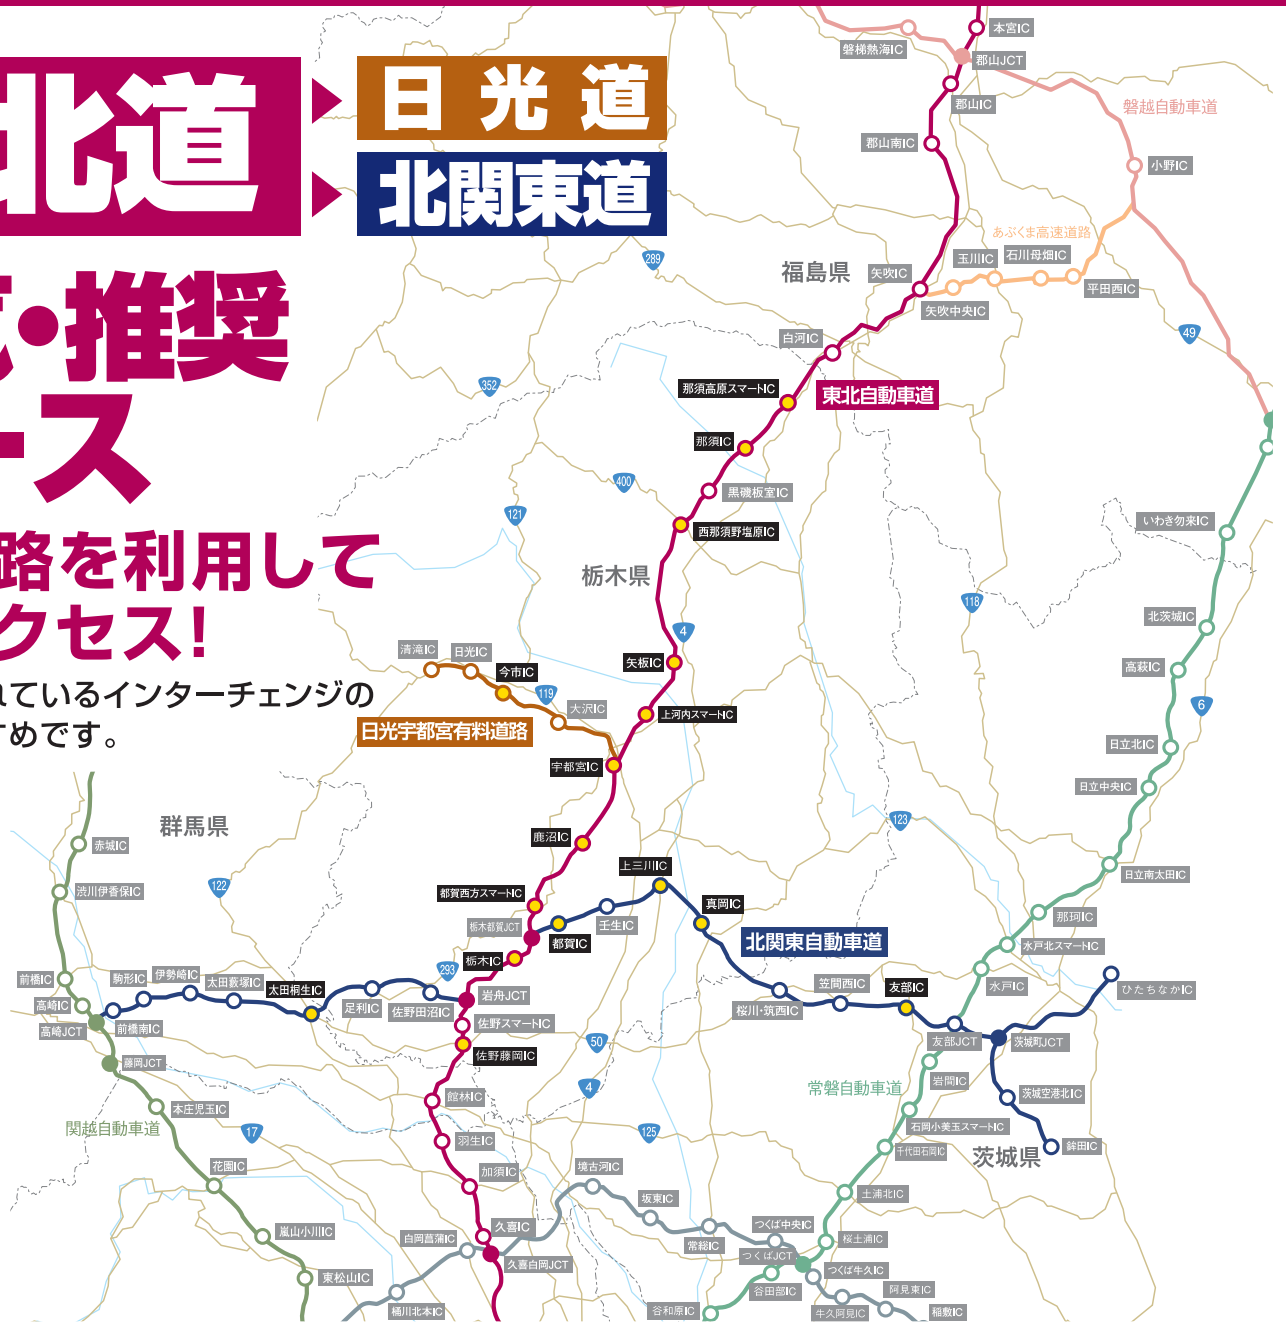 北道
日光道
北関東道
・推奨
ース
路を利用して
クセス!
れているインターチェンジの
すめです。
本宮IC
磐梯熱海IC
郡山JCT
郡山IC
磐越自動車道
郡山南IC
小野IC
あぶくま高速道路
289
福島県
矢吹IC
玉川IC
石川母畑IC
平田西IC
矢吹中央IC
49
白河IC
352
那須高原スマートIC
東北自動車道
那須IC
400
黒磯板室IC
121
西那須野塩原IC
いわき勿来IC
栃木県
118
北茨城IC
4
清滝IC
日光IC
今市IC
矢板IC
高萩IC
119
大沢IC
上河内スマートIC
6
日光宇都宮有料道路
日立北IC
宇都宮IC
日立中央IC
群馬県
123
赤城IC
鹿沼IC
上三川IC
日立南太田IC
渋川伊香保IC
122
都賀西方スマートIC
真岡IC
栃木都賀JCT
壬生IC
那珂IC
都賀IC
北関東自動車道
水戸北スマートIC
栃木IC
293
前橋IC
駒形IC
伊勢崎IC
太田藪塚IC
太田桐生IC
岩舟JCT
笠間西IC
友部IC
水戸IC
ひたちなかIC
高崎IC
足利IC
佐野田沼IC
桜川・筑西IC
高崎JCT
前橋南IC
佐野スマートIC
50
友部JCT
茨城町JCT
佐野藤岡IC
藤岡JCT
4
岩間IC
常磐自動車道
館林IC
茨城空港北IC
本庄児玉IC
関越自動車道
17
125
石岡小美玉スマートIC
羽生IC
千代田石岡IC
茨城県
鉾田IC
花園IC
加須IC
境古河IC
坂東IC
土浦北IC
嵐山小川IC
久喜IC
白岡菖蒲IC
つくば中央IC
常総IC
桜土浦IC
つくばJCT
久喜白岡JCT
つくば牛久IC
東松山IC
谷田部IC
阿見東IC
桶川北本IC
谷和原IC
牛久阿見IC
稲敷IC